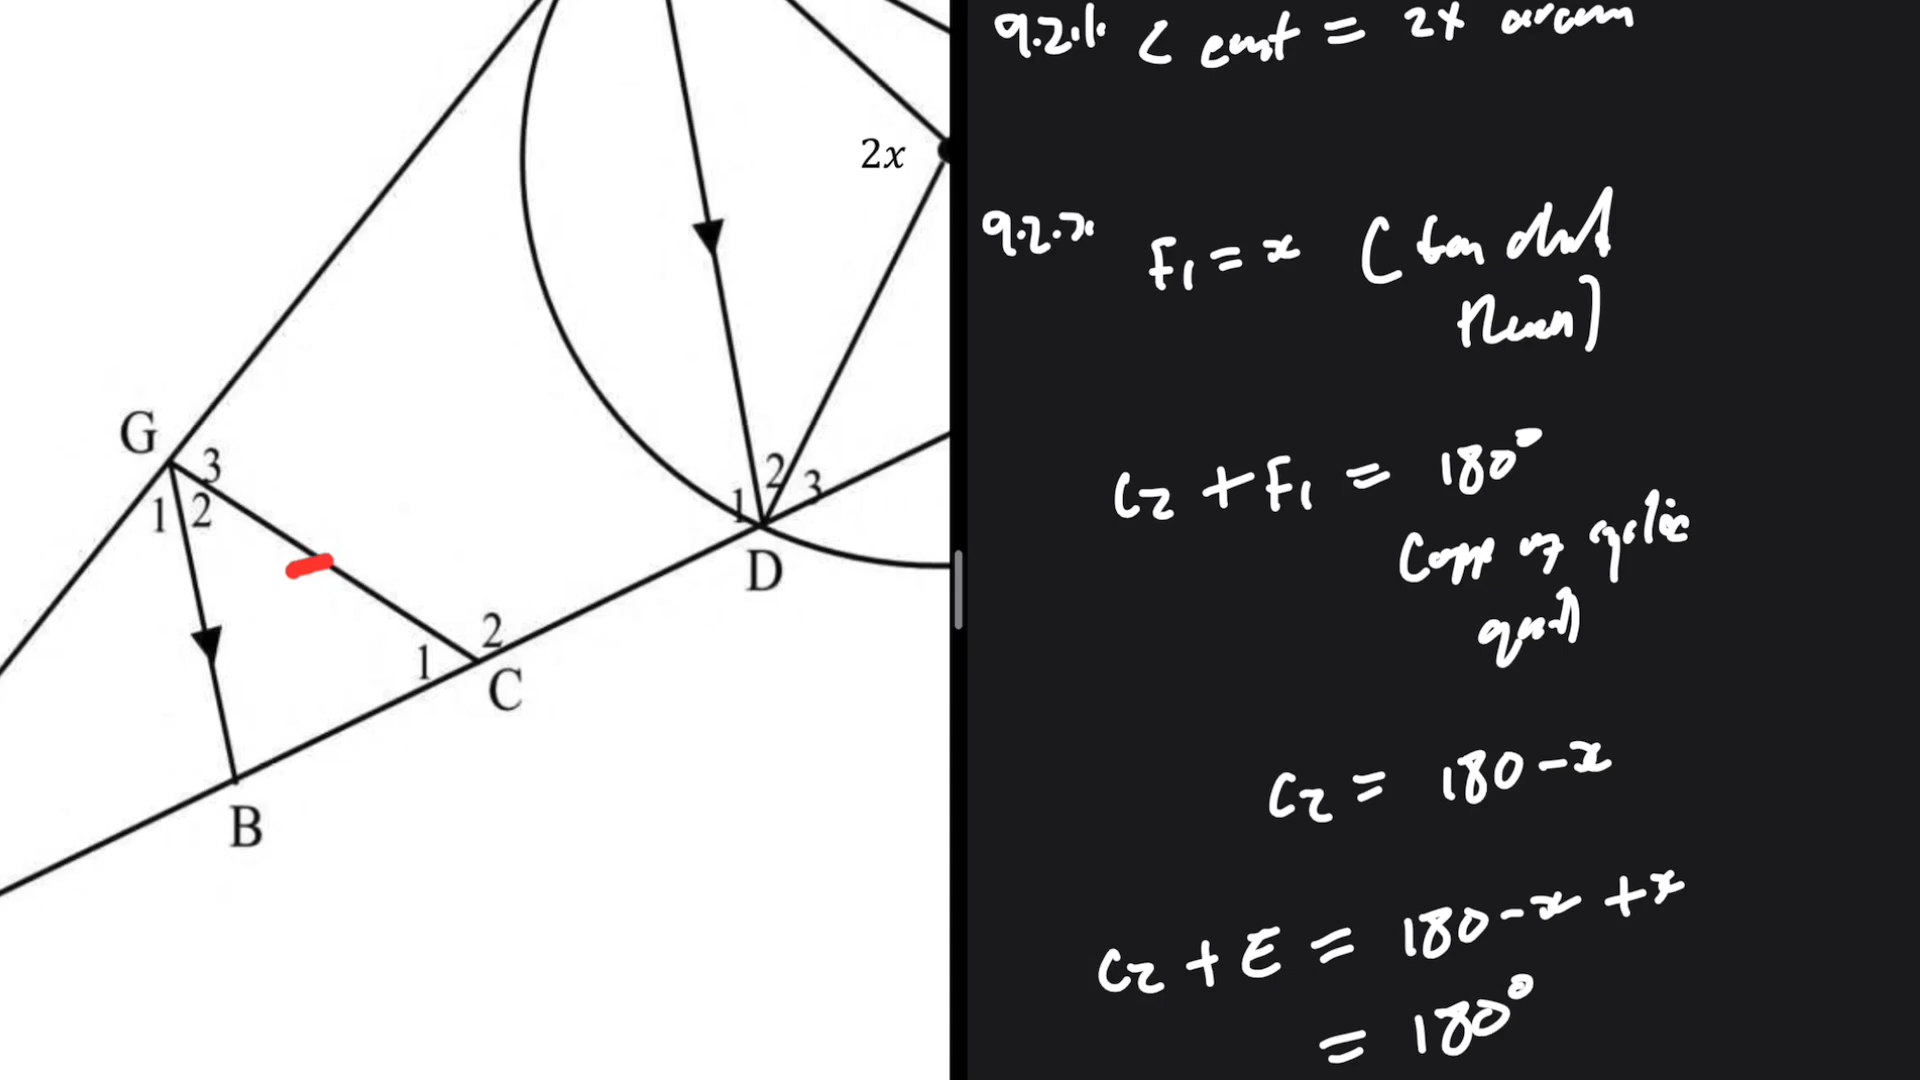 2x
G
3
1 2
2 3
1
D
2
1
C
B
9.2.1. < cent = 2x
9.2.2. F1 = x (tan chord
theorem)
C2 + F1 = 180°
(opp of cyclic
quad)
C2 = 180 - x
C2 + E = 180 - x + x
= 180°